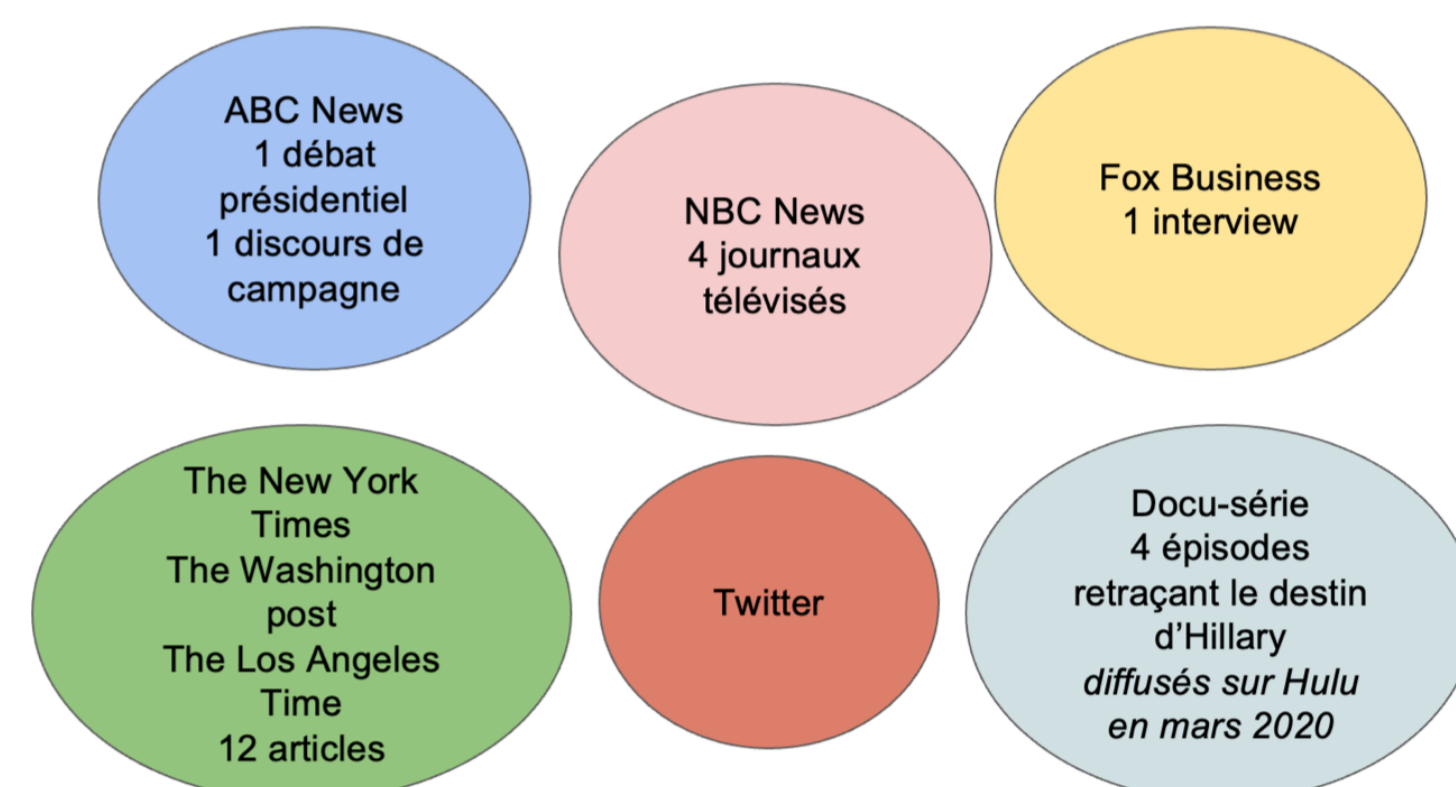 ABC News
1 débat
présidentiel
1 discours de
campagne
NBC News
4 journaux
télévisés
Fox Business
1 interview
The New York
Times
The Washington
post
The Los Angeles
Time
12 articles
Twitter
Docu-série
4 épisodes
retraçant le destin
d'Hillary
diffusés sur Hulu
en mars 2020